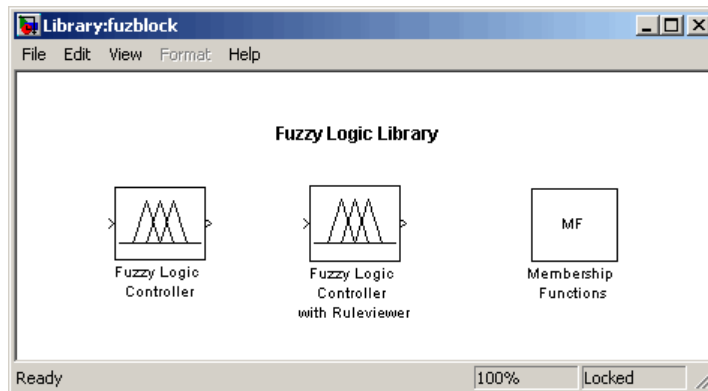 Library:fuzblock
File Edit View Format Help
Fuzzy Logic Library
MF
Fuzzy Logic
Controller
Fuzzy Logic
Controller
with Ruleviewer
Membership
Functions
Ready 100% Locked